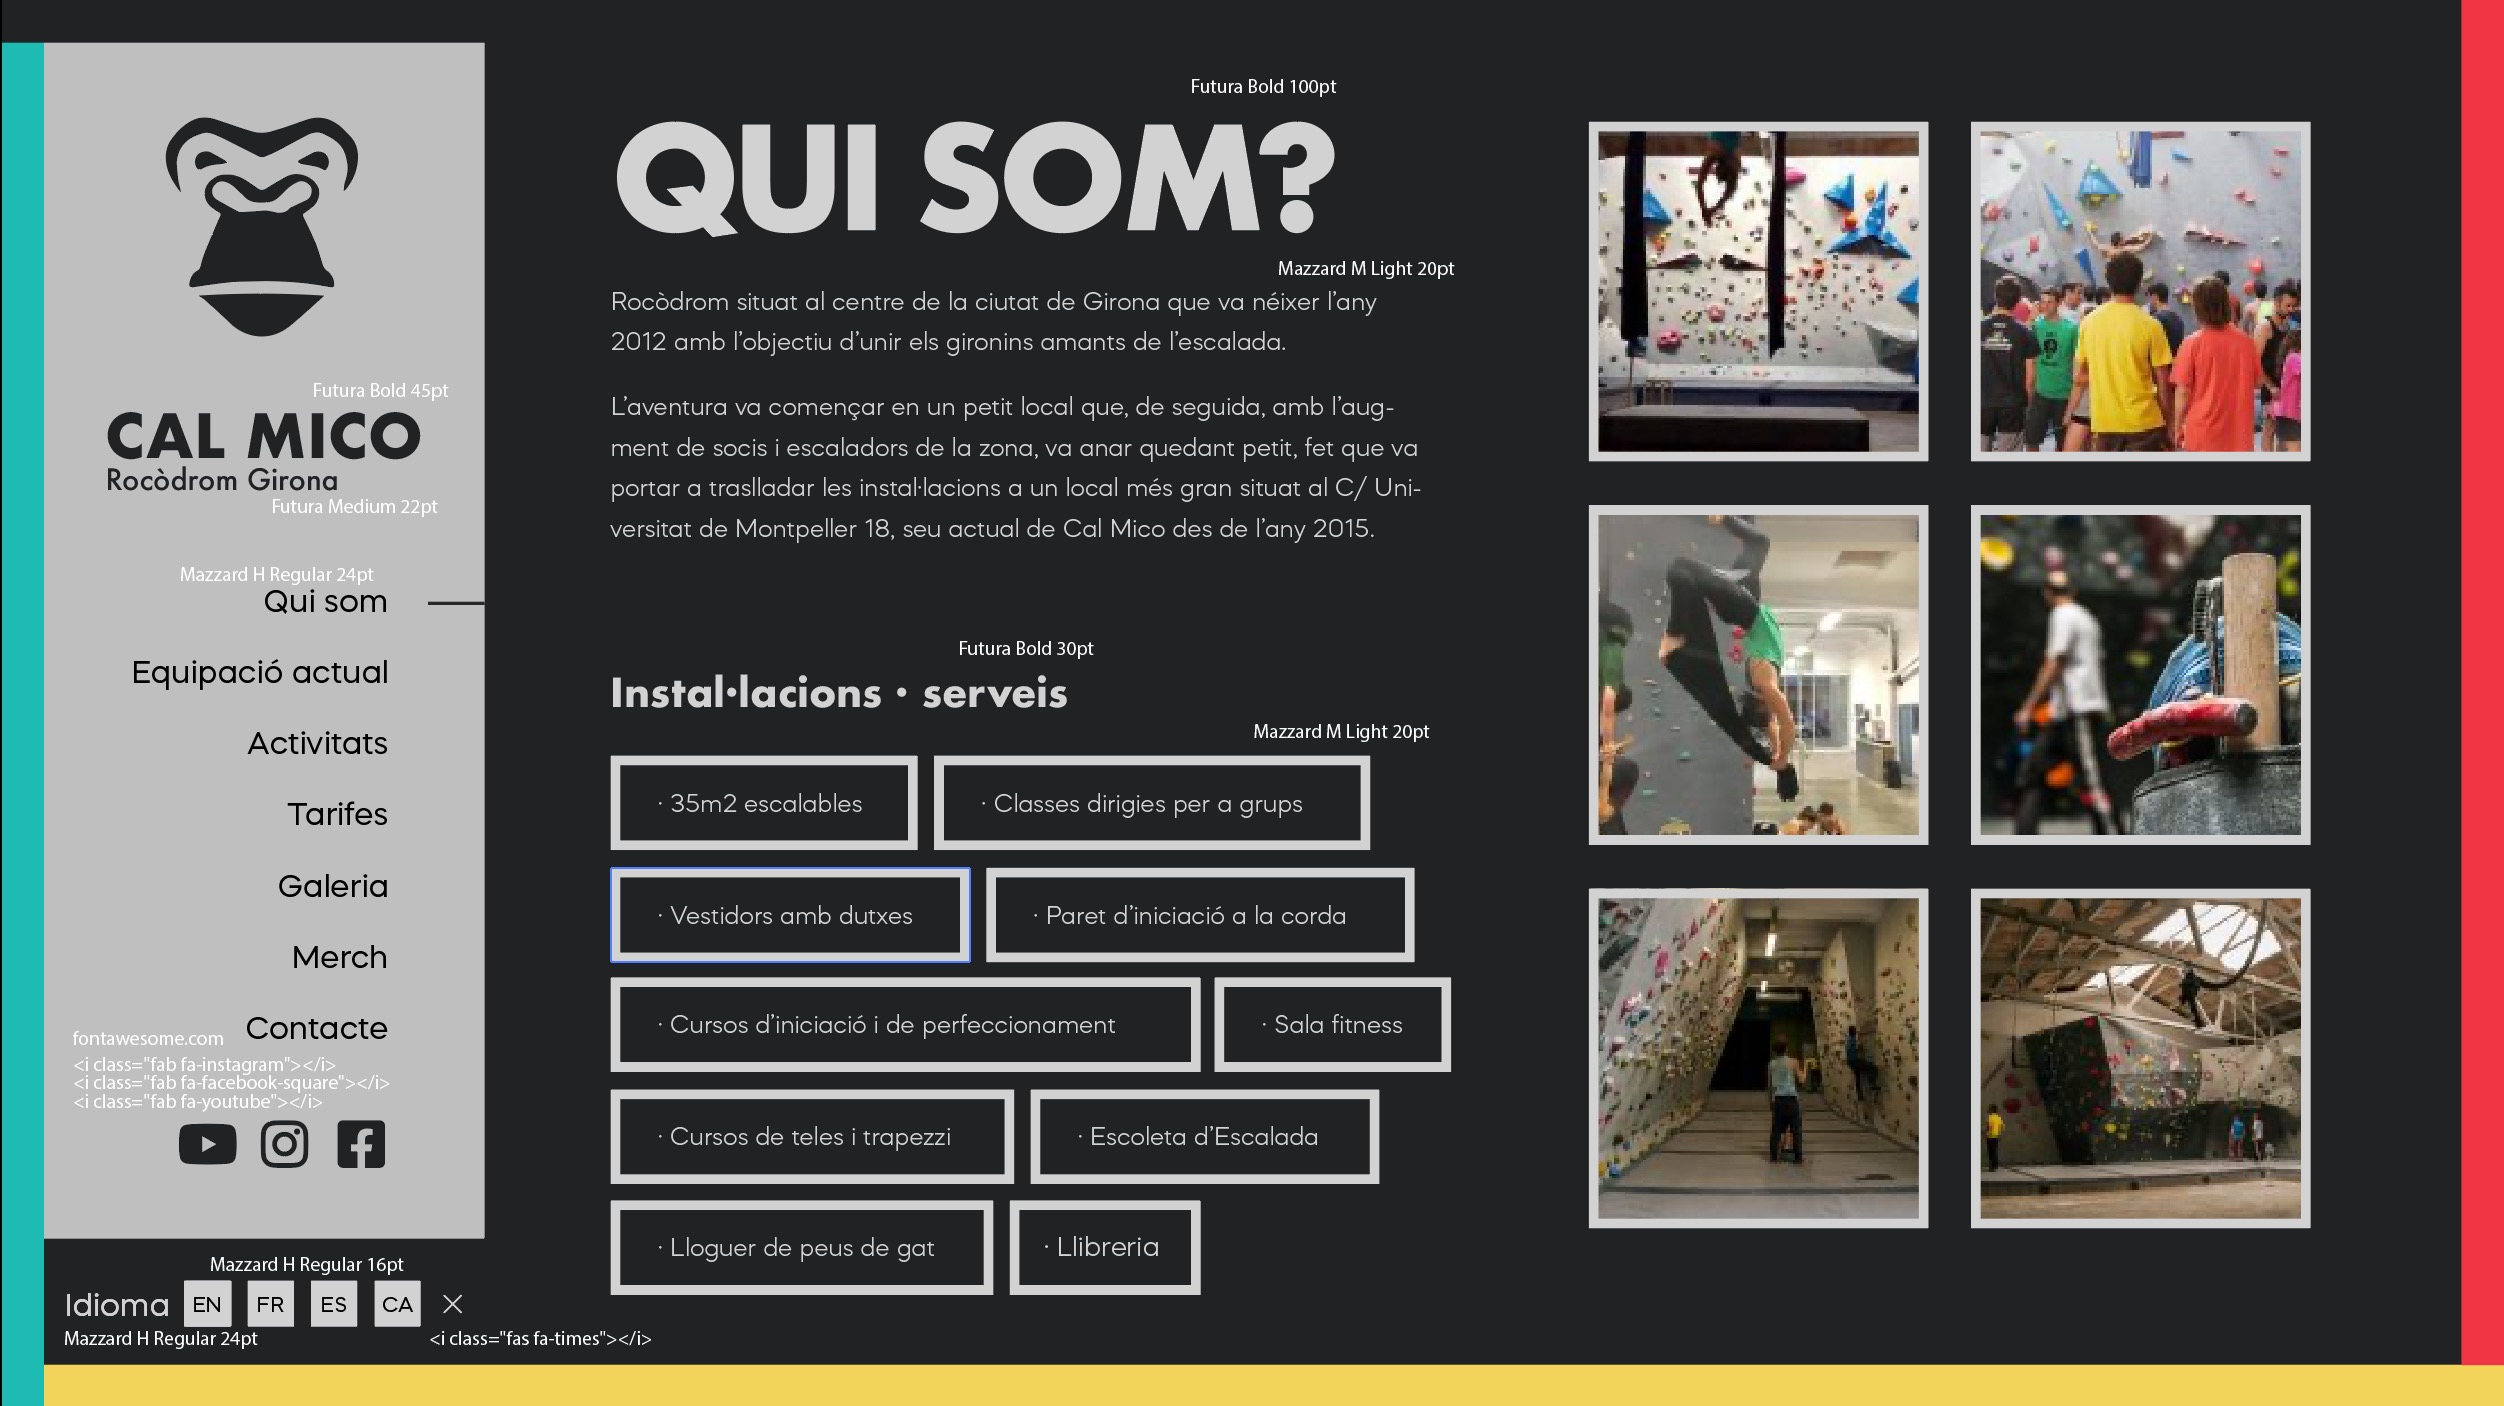 Futura Bold 45pt
CAL MICO
Rocòdrom Girona
Futura Medium 22pt
Mazzard H Regular 24pt
Qui som
Equipació actual
Activitats
Tarifes
Galeria
Merch
Contacte
fontawesome.com
<i class="fab fa-instagram"></i>
<i class="fab fa-facebook-square"></i>
<i class="fab fa-youtube"></i>
Mazzard H Regular 16pt
Idioma EN FR ES CA
Mazzard H Regular 24pt
<i class="fas fa-times"></i>
Futura Bold 100pt
QUI SOM?
Mazzard M Light 20pt
Rocòdrom situat al centre de la ciutat de Girona que va néixer l’any
2012 amb l’objectiu d’unir els gironins amants de l’escalada.
L’aventura va començar en un petit local que, de seguida, amb l’aug-
ment de socis i escaladors de la zona, va anar quedant petit, fet que va
portar a traslladar les instal·lacions a un local més gran situat al C/ Uni-
versitat de Montpeller 18, seu actual de Cal Mico des de l’any 2015.
Futura Bold 30pt
Instal·lacions · serveis
Mazzard M Light 20pt
· 35m2 escalables
· Classes dirigies per a grups
· Vestidors amb dutxes
· Paret d’iniciació a la corda
· Cursos d’iniciació i de perfeccionament
· Sala fitness
· Cursos de teles i trapezzi
· Escoleta d’Escalada
· Lloguer de peus de gat
· Llibreria